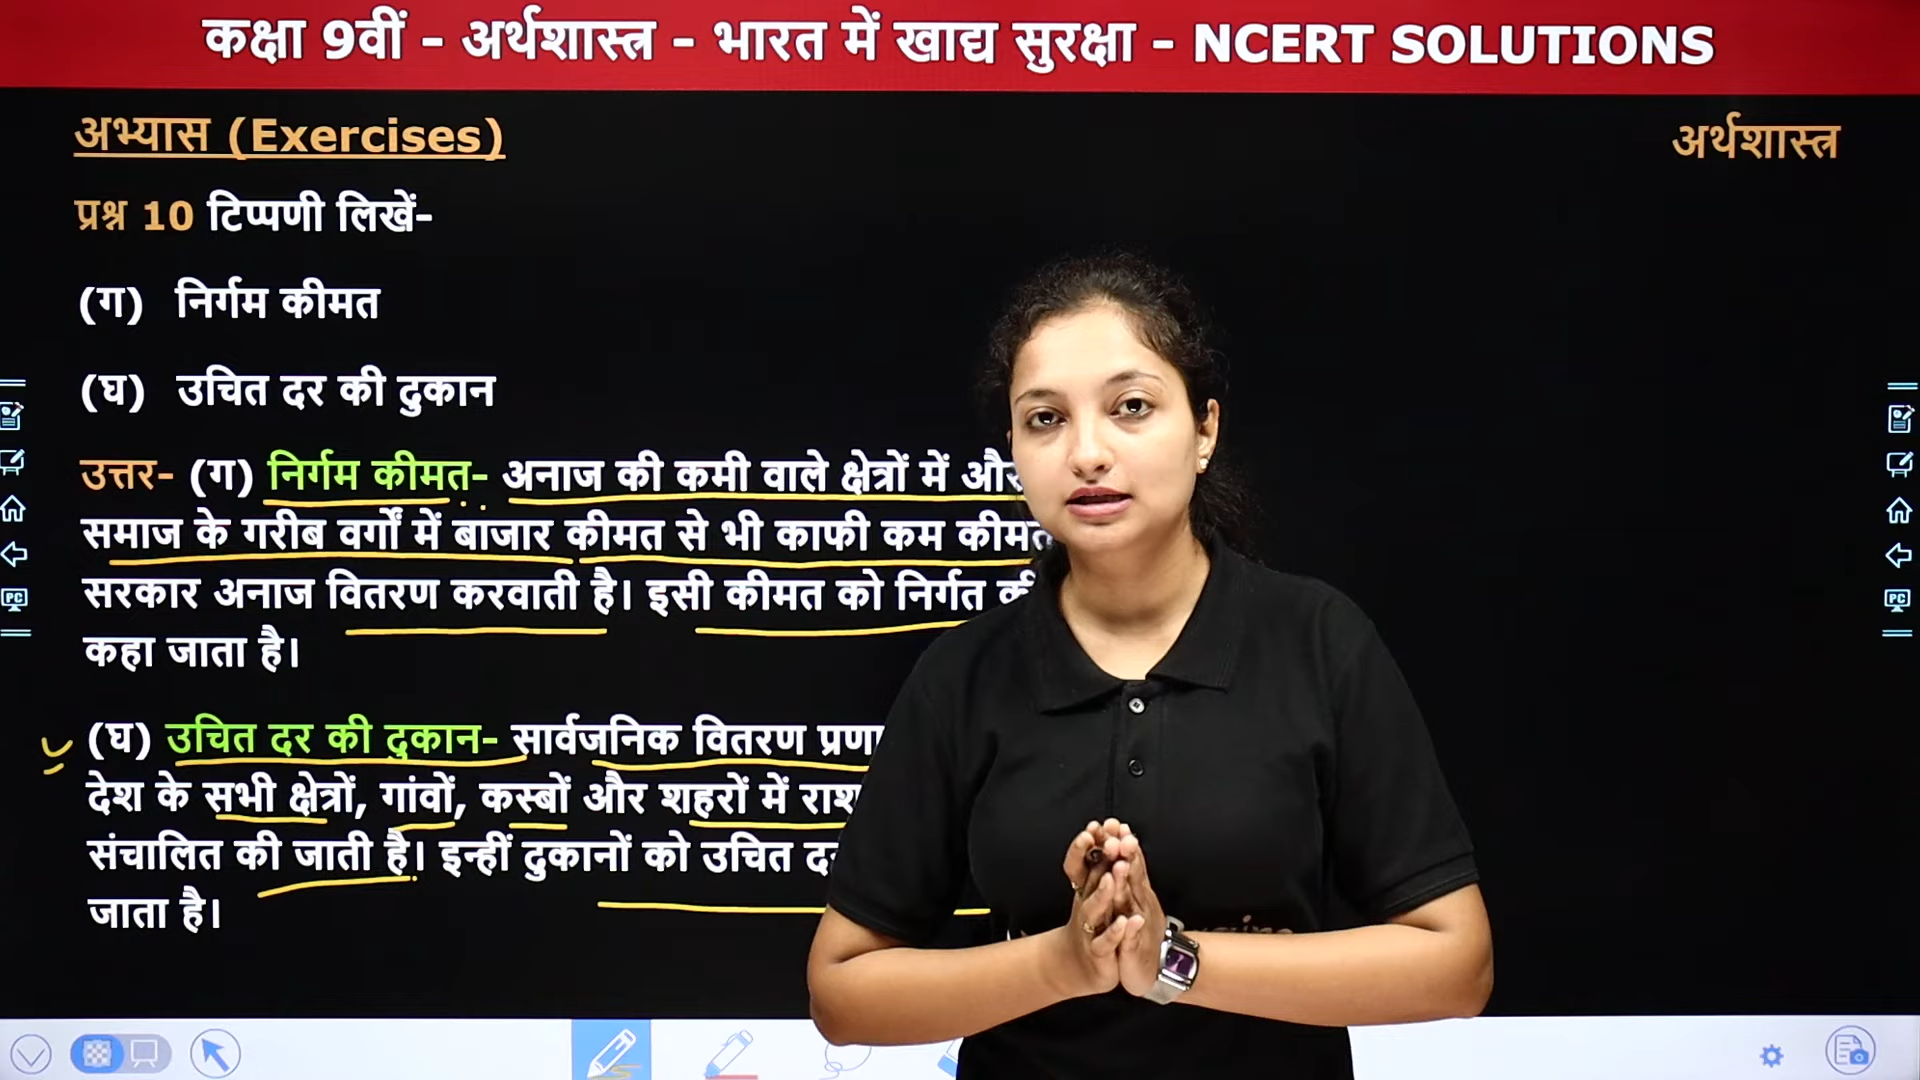 कक्षा 9वीं - अर्थशास्त्र - भारत में खाद्य सुरक्षा - NCERT SOLUTIONS
अभ्यास (Exercises)
अर्थशास्त्र
प्रश्न 10 टिप्पणी लिखें-
(ग) निर्गम कीमत
(घ) उचित दर की दुकान
उत्तर- (ग) निर्गम कीमत- अनाज की कमी वाले क्षेत्रों में और
समाज के गरीब वर्गों में बाजार कीमत से भी काफी कम कीमत
सरकार अनाज वितरण करवाती है। इसी कीमत को निर्गत
कहा जाता है।
(घ) उचित दर की दुकान- सार्वजनिक वितरण
देश के सभी क्षेत्रों, गांवों, कस्बों और शहरों में
संचालित की जाती है। इन्हीं दुकानों को उचित
जाता है।
PC
PC